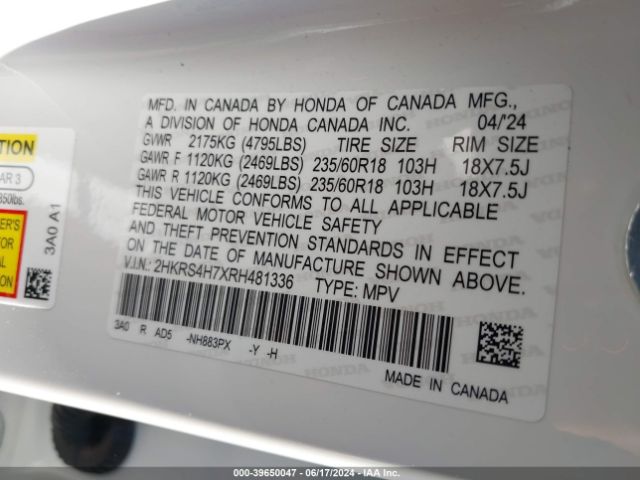 MFD. IN CANADA BY HONDA OF CANADA MFG.,
A DIVISION OF HONDA CANADA INC. 04/'24
GVWR 2175KG (4795LBS) TIRE SIZE RIM SIZE
GAWR F 1120KG (2469LBS) 235/60R18 103H 18X7.5J
GAWR R 1120KG (2469LBS) 235/60R18 103H 18X7.5J
THIS VEHICLE CONFORMS TO ALL APPLICABLE
FEDERAL MOTOR VEHICLE SAFETY
AND THEFT PREVENTION STANDARDS IN EFFECT
ON THE DATE OF MANUFACTURE SHOWN ABOVE.
V.I.N.: 2HKRS4H7XRH481336 TYPE: MPV
3A0 R AD5 -NH883PX -Y -H
MADE IN CANADA
3A0 A1
AR 3
850lbs.
000-39650047 - 06/17/2024 - IAA Inc.